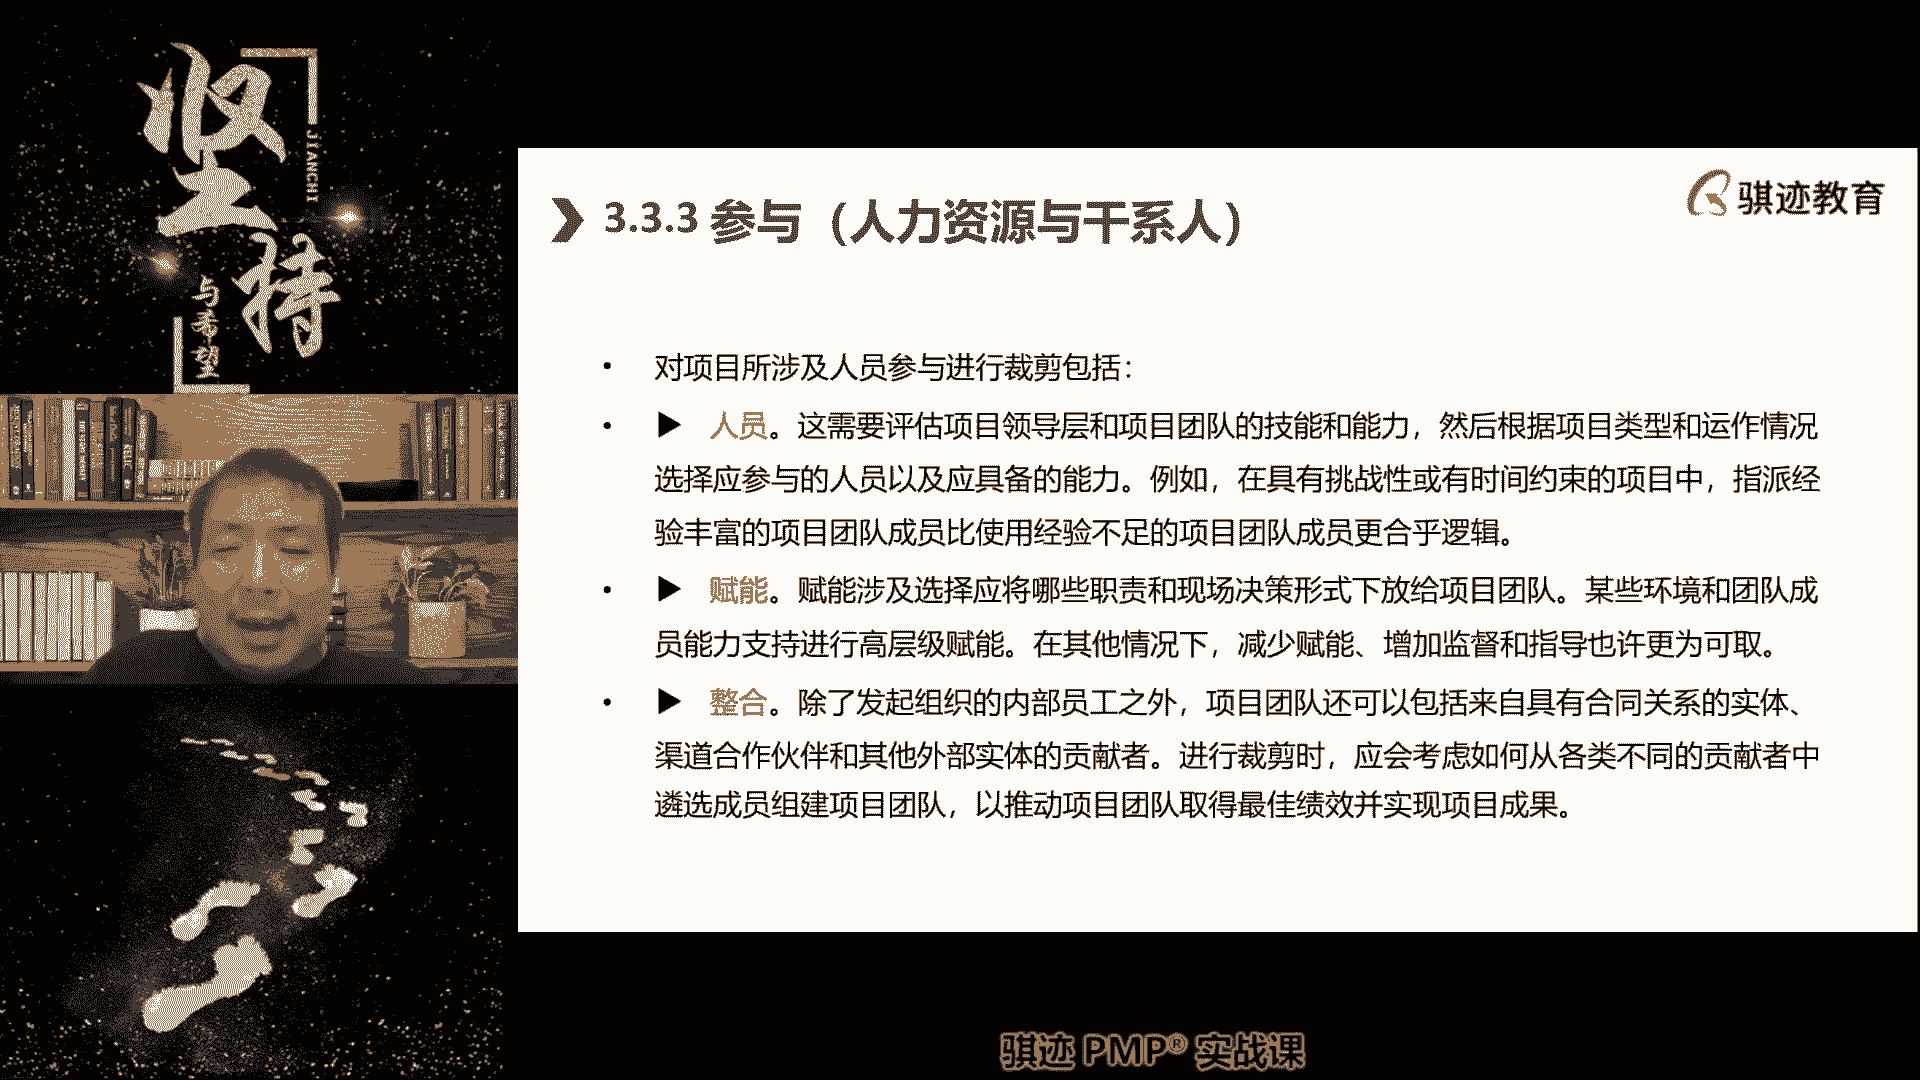 坚持
JIANCHI
与希望
骐迹教育
3.3.3 参与（人力资源与干系人）
• 对项目所涉及人员参与进行裁剪包括：
• ▶ 人员。这需要评估项目领导层和项目团队的技能和能力，然后根据项目类型和运作情况
选择应参与的人员以及应具备的能力。例如，在具有挑战性或有时间约束的项目中，指派经
验丰富的项目团队成员比使用经验不足的项目团队成员更合乎逻辑。
• ▶ 赋能。赋能涉及选择应将哪些职责和现场决策形式下放给项目团队。某些环境和团队成
员能力支持进行高层级赋能。在其他情况下，减少赋能、增加监督和指导也许更为可取。
• ▶ 整合。除了发起组织的内部员工之外，项目团队还可以包括来自具有合同关系的实体、
渠道合作伙伴和其他外部实体的贡献者。进行裁剪时，应会考虑如何从各类不同的贡献者中
遴选成员组建项目团队，以推动项目团队取得最佳绩效并实现项目成果。
骐迹 PMP® 实战课